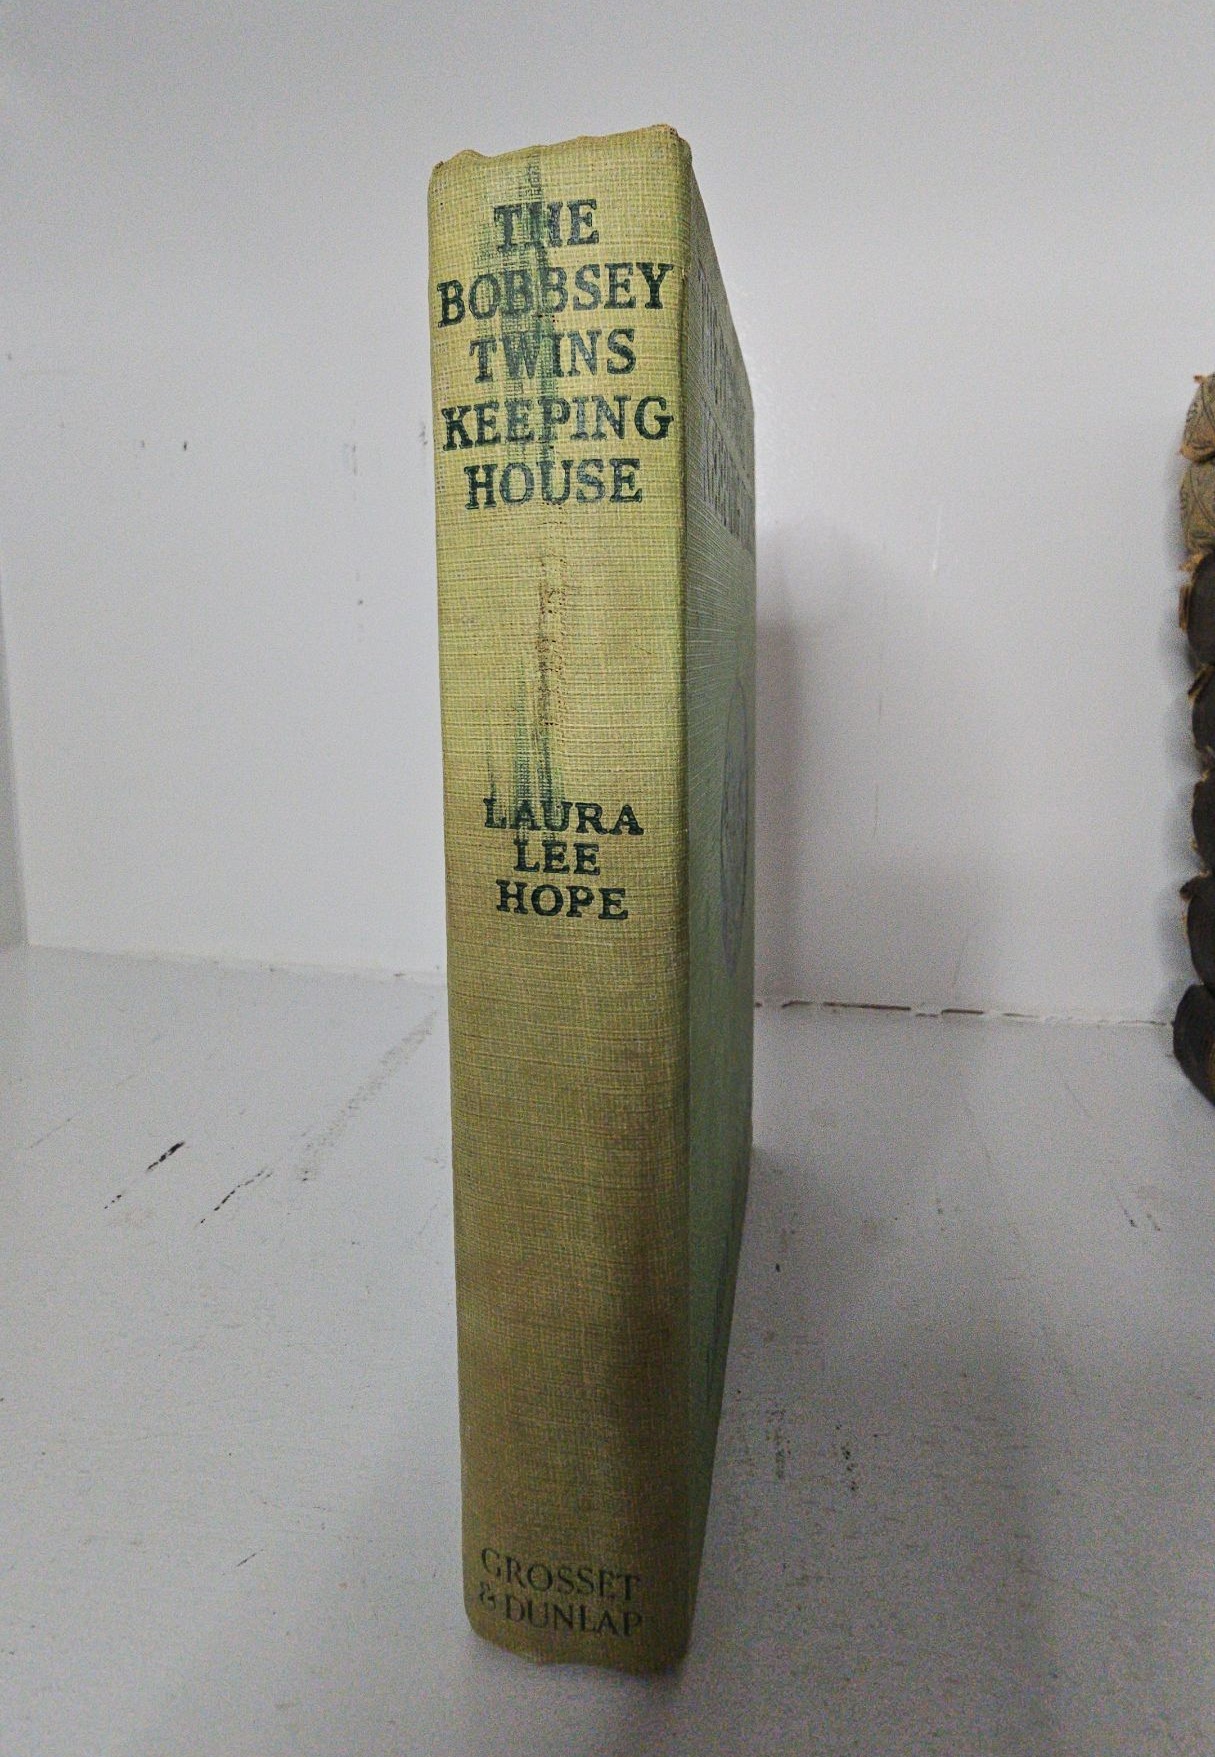 THE
BOBBSEY
TWINS
KEEPING
HOUSE
LAURA
LEE
HOPE
GROSSET
& DUNLAP